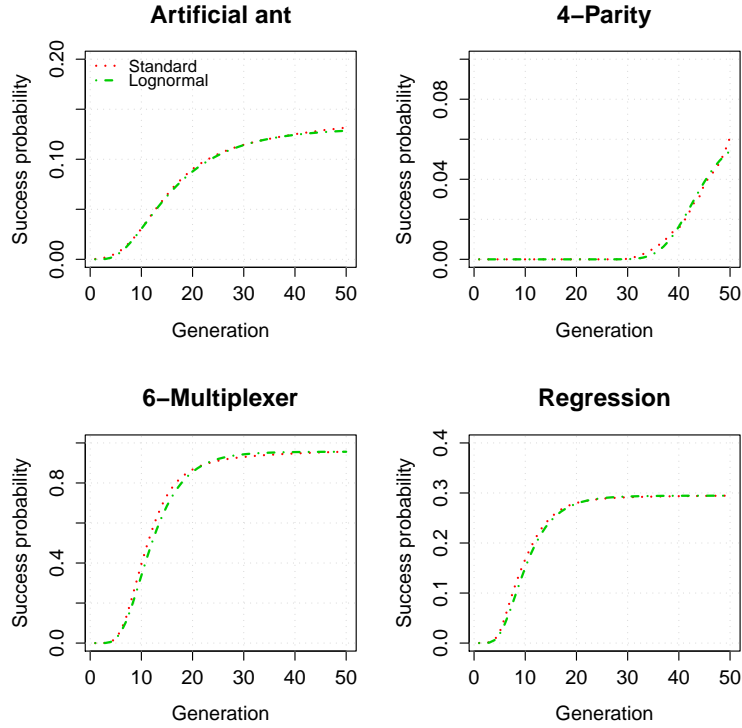 Artificial ant
Success probability
0.00 0.10 0.20
Standard
Lognormal
0 10 20 30 40 50
Generation
4−Parity
Success probability
0.00 0.04 0.08
0 10 20 30 40 50
Generation
6−Multiplexer
Success probability
0.0 0.4 0.8
0 10 20 30 40 50
Generation
Regression
Success probability
0.0 0.1 0.2 0.3 0.4
0 10 20 30 40 50
Generation